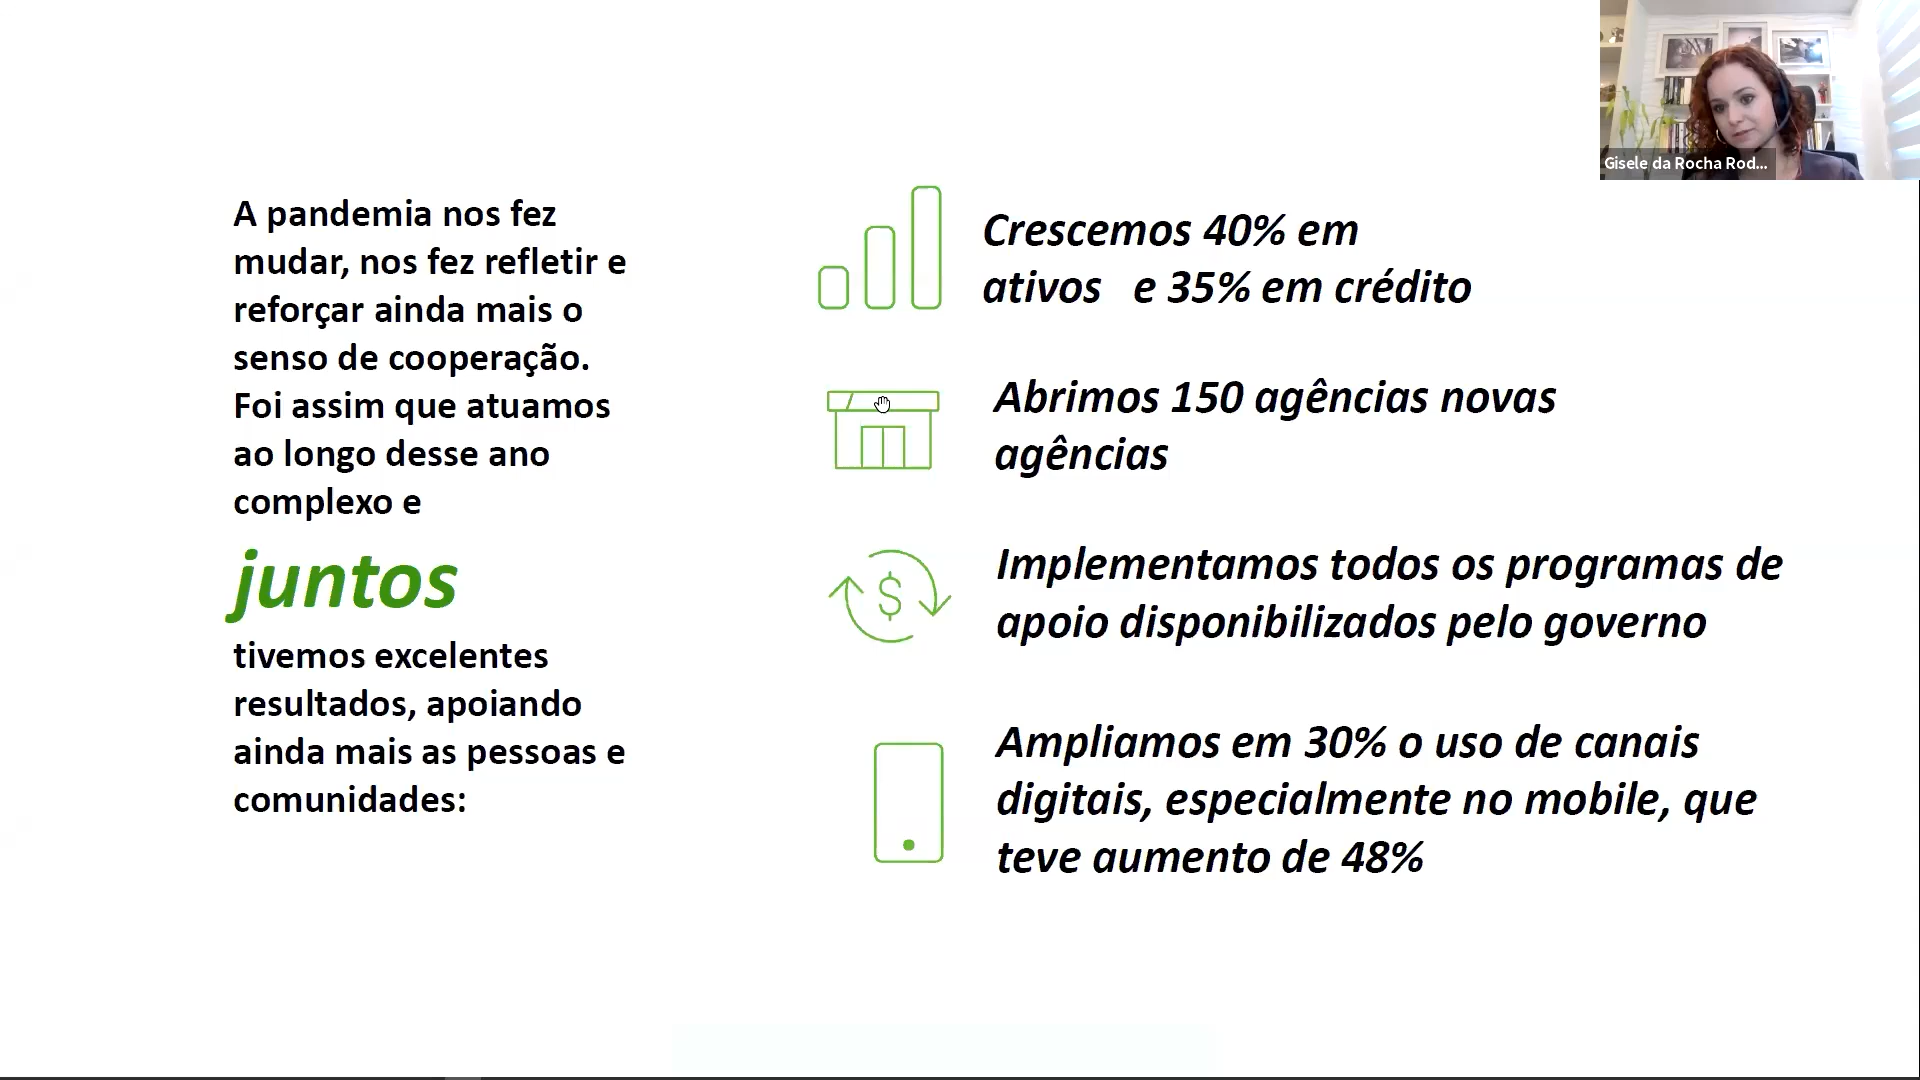 Gisele da Rocha Rod...
A pandemia nos fez
mudar, nos fez refletir e
reforçar ainda mais o
senso de cooperação.
Foi assim que atuamos
ao longo desse ano
complexo e
juntos
tivemos excelentes
resultados, apoiando
ainda mais as pessoas e
comunidades:
Crescemos 40% em
ativos e 35% em crédito
Abrimos 150 agências novas
agências
$
Implementamos todos os programas de
apoio disponibilizados pelo governo
Ampliamos em 30% o uso de canais
digitais, especialmente no mobile, que
teve aumento de 48%